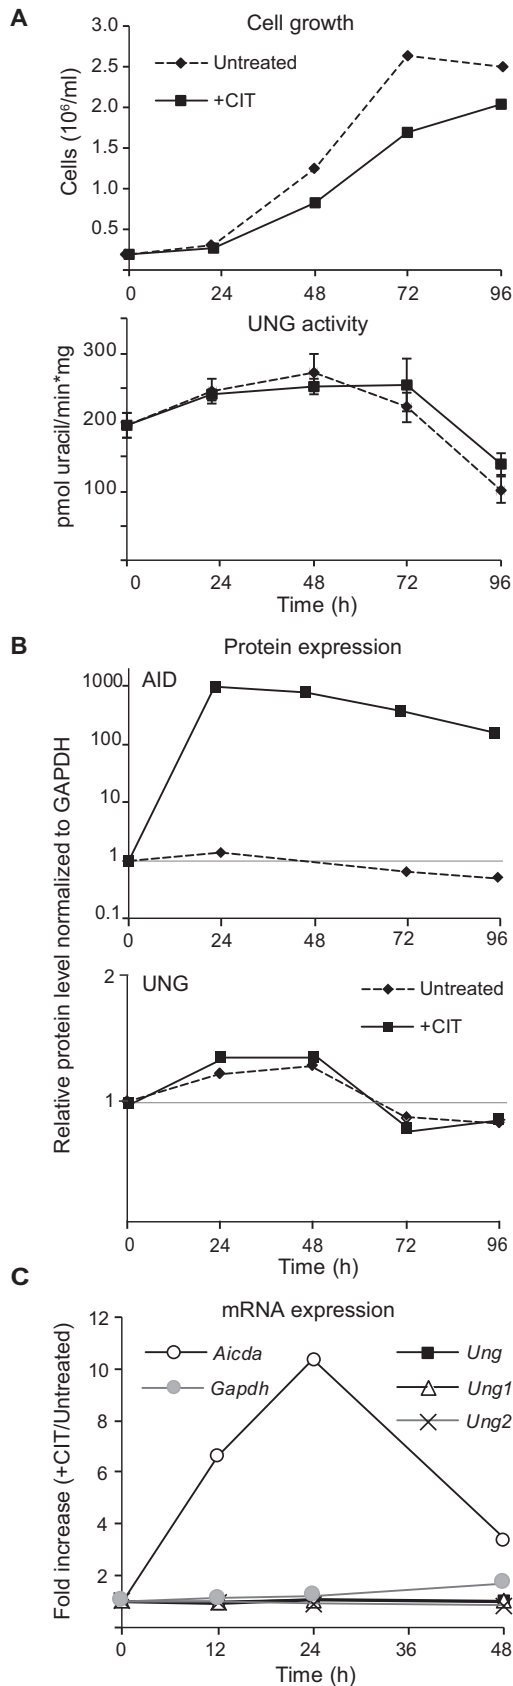 A
Cell growth
3.0
2.5
2.0
1.5
1.0
0.5
Cells (10⁶/ml)
Untreated
+CIT
0 24 48 72 96
UNG activity
300
200
100
pmol uracil/min*mg
0 24 48 72 96
Time (h)
B
Protein expression
Relative protein level normalized to GAPDH
AID
1000
100
10
1
0.1
0 24 48 72 96
UNG
2
1
Untreated
+CIT
0 24 48 72 96
Time (h)
C
mRNA expression
Fold increase (+CIT/Untreated)
12
10
8
6
4
2
Aicda
Gapdh
Ung
Ung1
Ung2
0 12 24 36 48
Time (h)